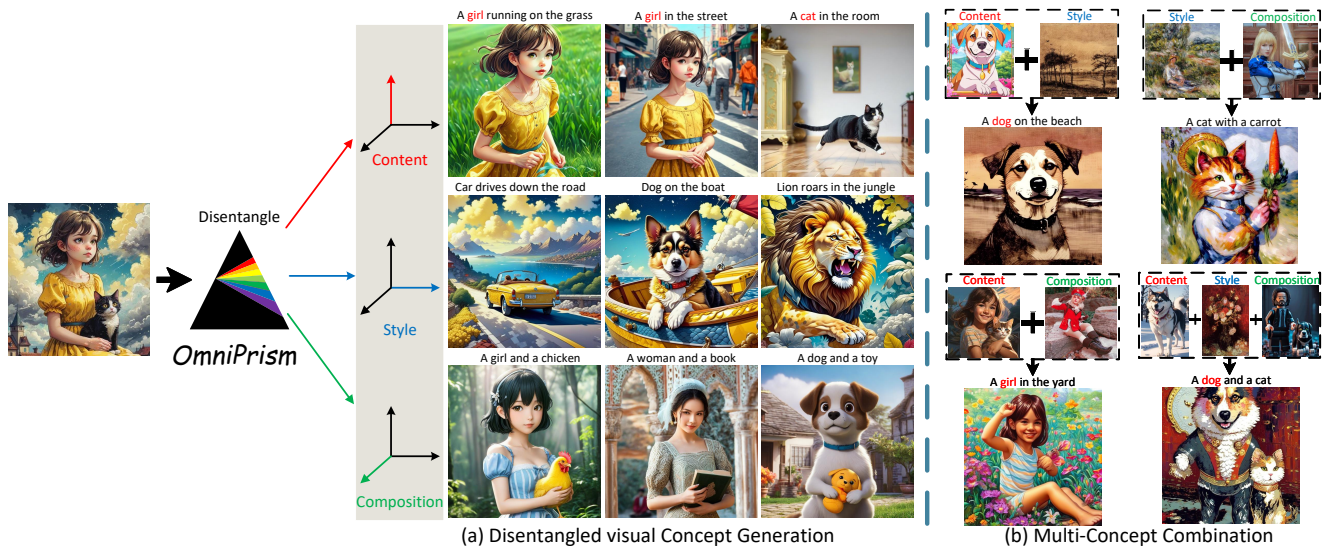 Disentangle
OmniPrism
Content
Style
Composition
A girl running on the grass
A girl in the street
A cat in the room
Car drives down the road
Dog on the boat
Lion roars in the jungle
A girl and a chicken
A woman and a book
A dog and a toy
(a) Disentangled visual Concept Generation
Content
Style
+
A dog on the beach
Style
Composition
+
A cat with a carrot
Content
Composition
+
A girl in the yard
Content
Style
Composition
+
+
A dog and a cat
(b) Multi-Concept Combination